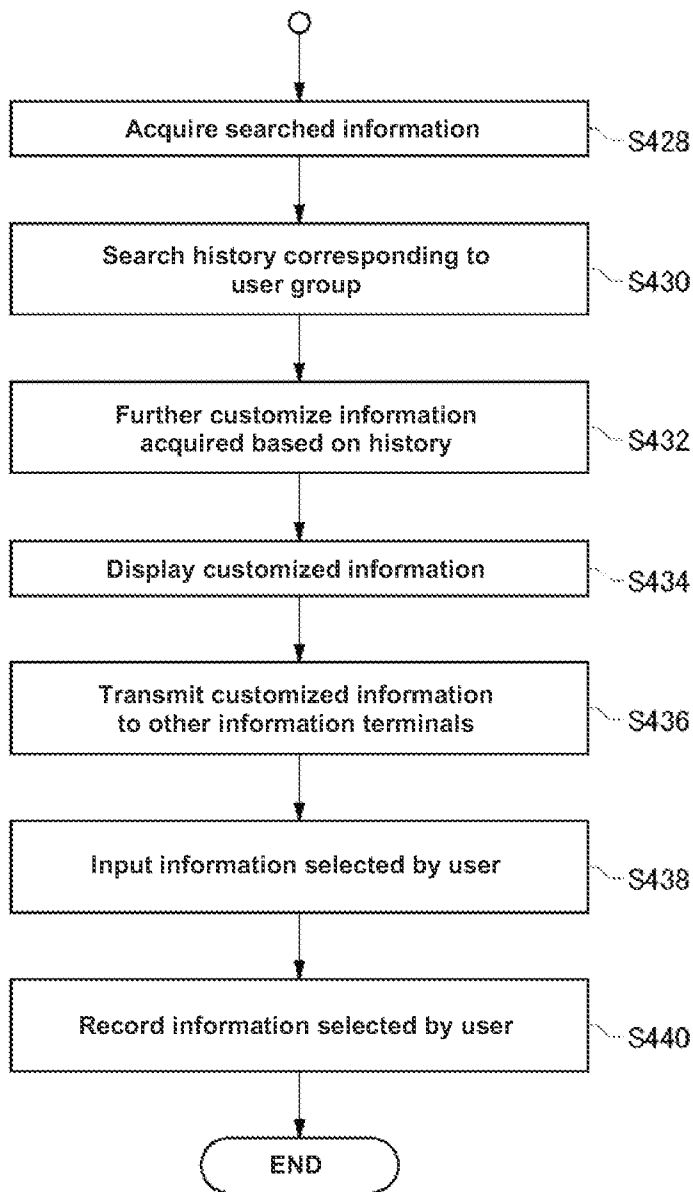 Acquire searched information
S428
Search history corresponding to
user group
S430
Further customize information
acquired based on history
S432
Display customized information
S434
Transmit customized information
to other information terminals
S436
Input information selected by user
S438
Record information selected by user
S440
END